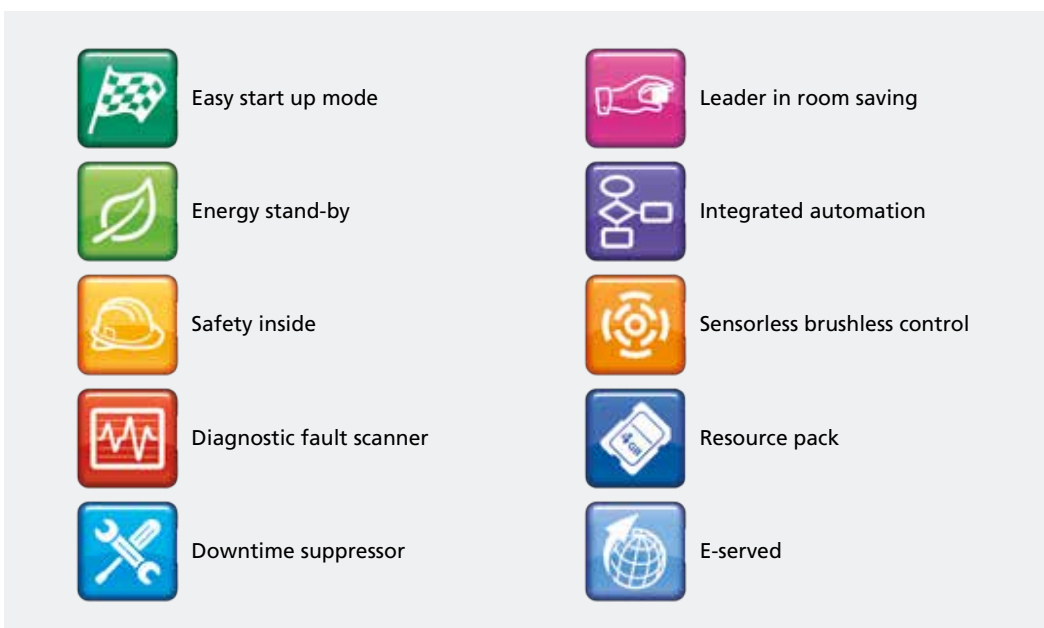 Easy start up mode
Energy stand-by
Safety inside
Diagnostic fault scanner
Downtime suppressor
Leader in room saving
Integrated automation
Sensorless brushless control
4GB
Resource pack
E-served